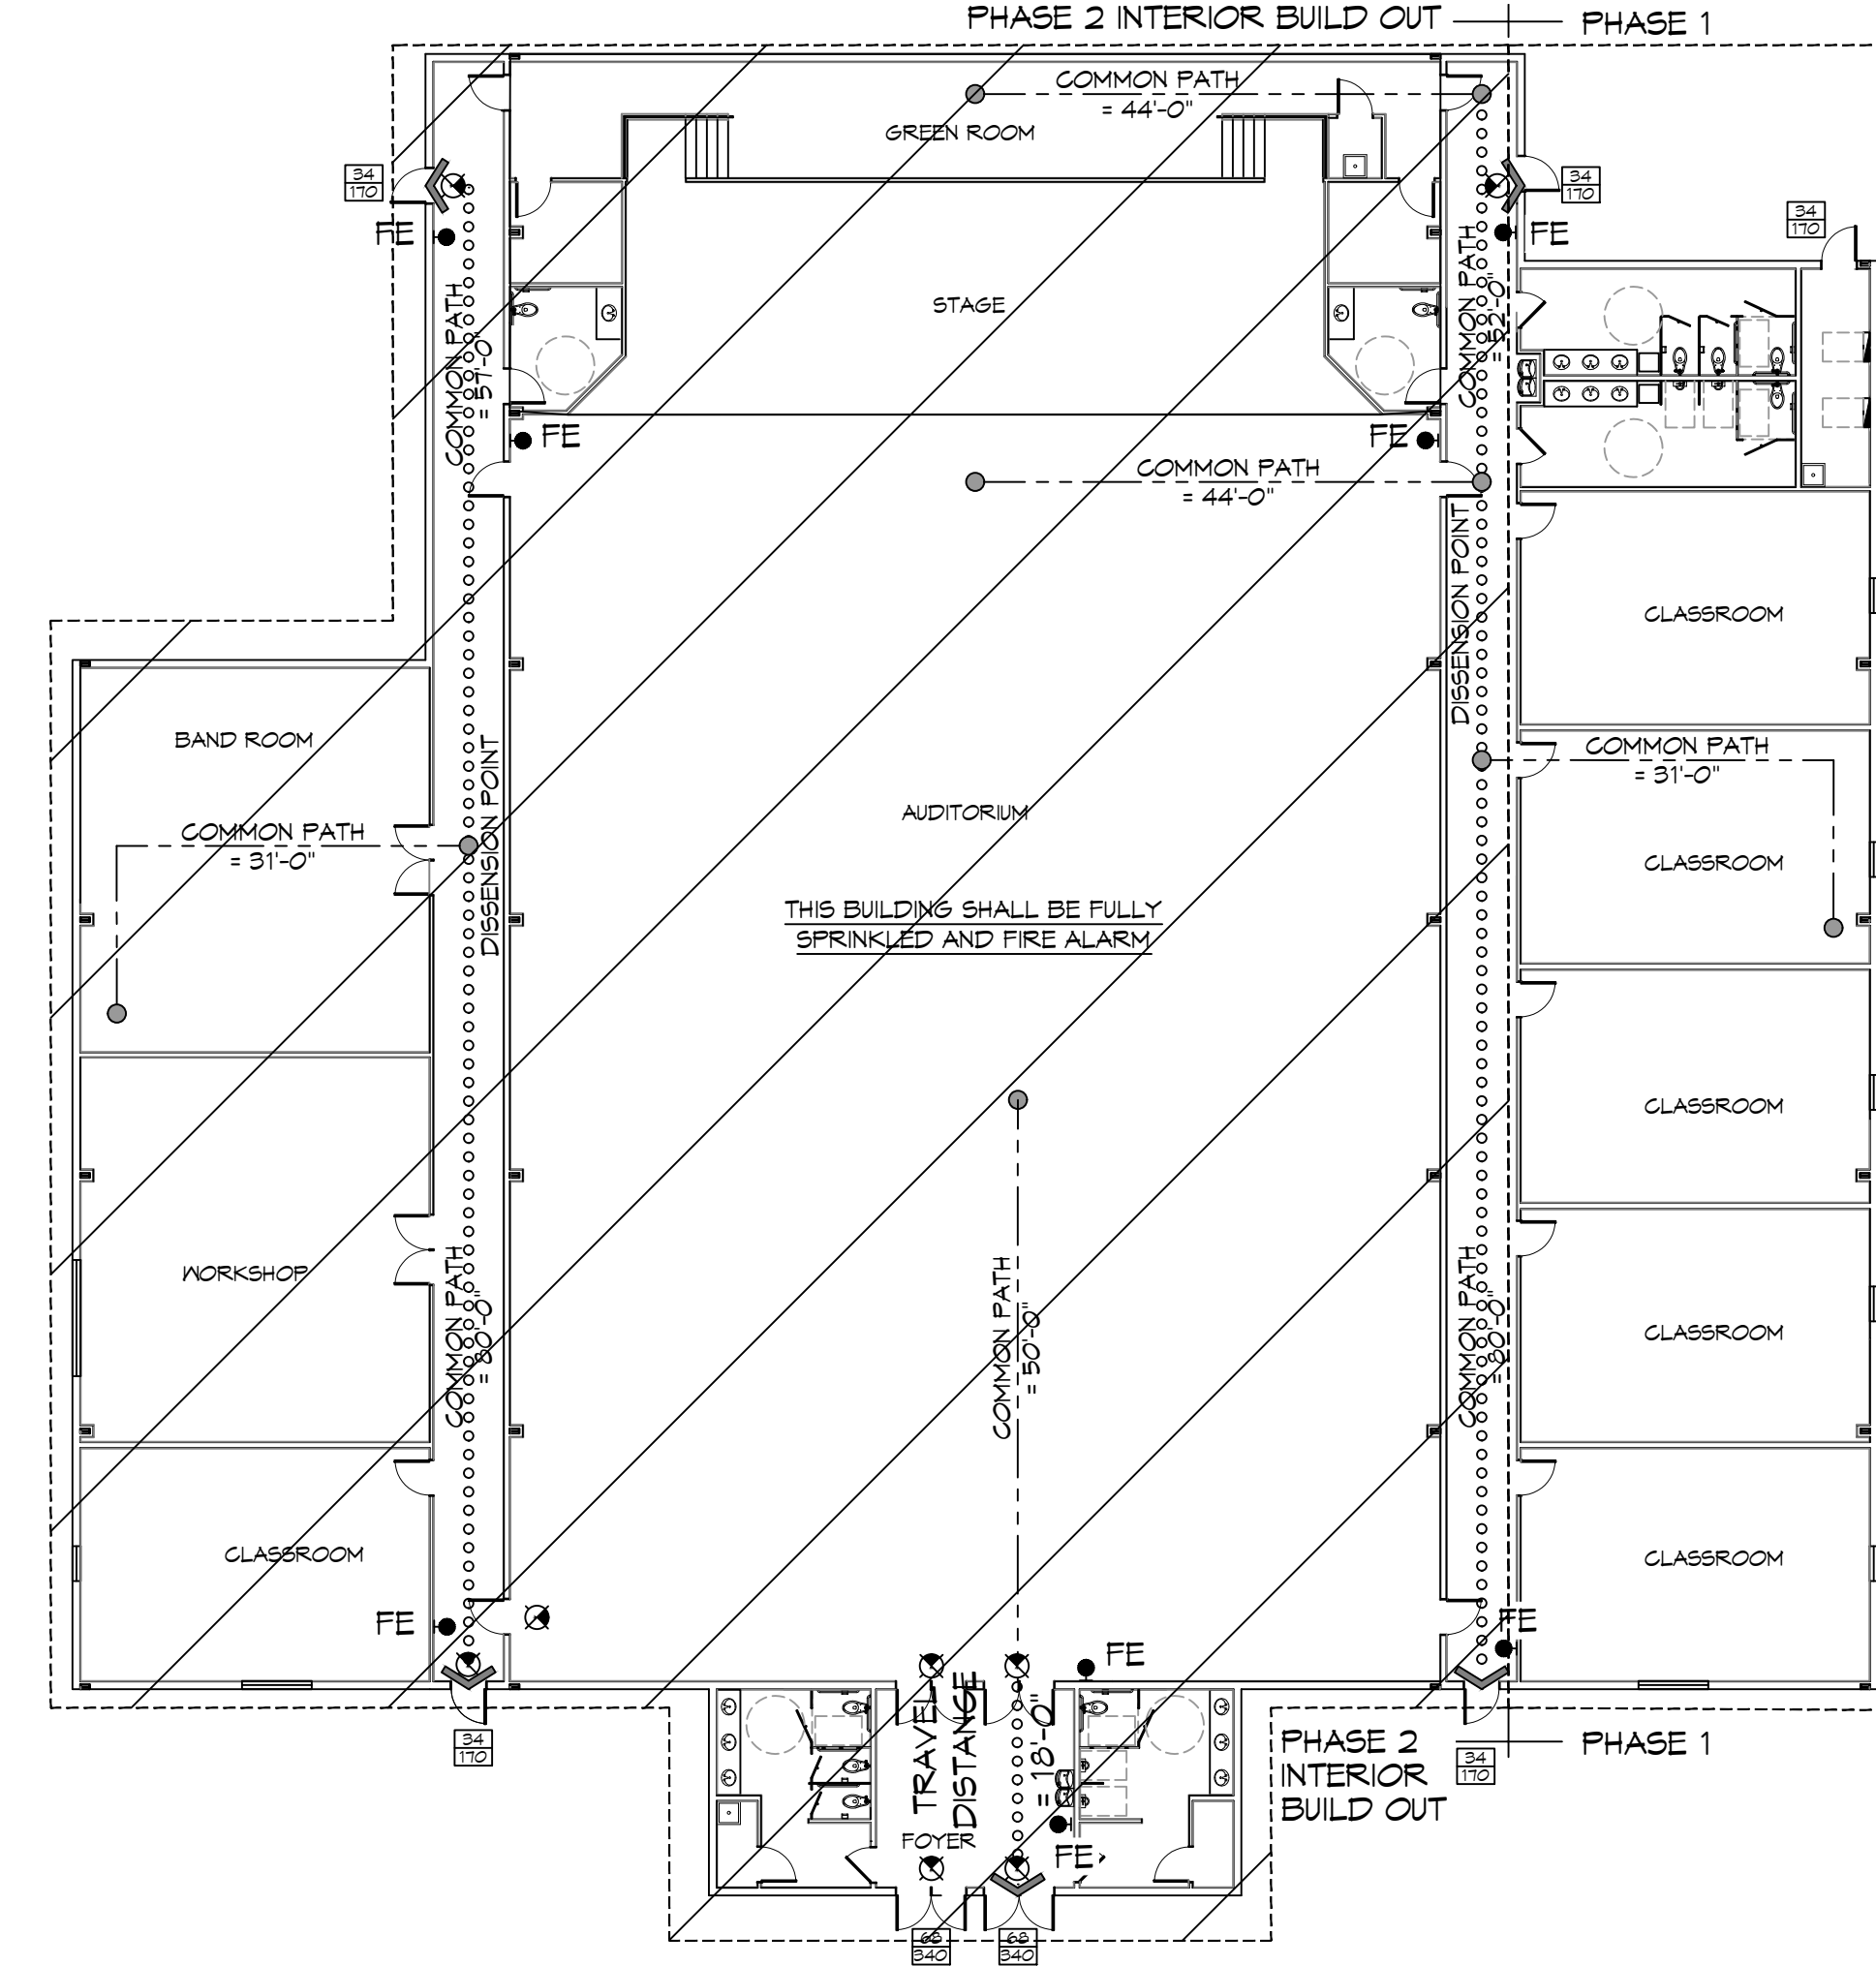 PHASE 2 INTERIOR BUILD OUT
PHASE 1
COMMON PATH
= 44'-0"
GREEN ROOM
34
170
34
170
34
170
FE
FE
COMMON PATH
= 57'-0"
COMMON PATH
= 52'-0"
STAGE
FE
FE
COMMON PATH
= 44'-0"
DISSENSION POINT
CLASSROOM
BAND ROOM
DISSENSION POINT
COMMON PATH
= 31'-0"
AUDITORIUM
COMMON PATH
= 31'-0"
CLASSROOM
THIS BUILDING SHALL BE FULLY
SPRINKLED AND FIRE ALARM
CLASSROOM
WORKSHOP
COMMON PATH
= 80'-0"
COMMON PATH
= 50'-0"
COMMON PATH
= 80'-0"
CLASSROOM
CLASSROOM
CLASSROOM
FE
FE
FE
TRAVEL
DISTANCE
= 18'-0"
34
170
PHASE 2
INTERIOR
BUILD OUT
34
170
PHASE 1
FOYER
FE
68
340
68
340